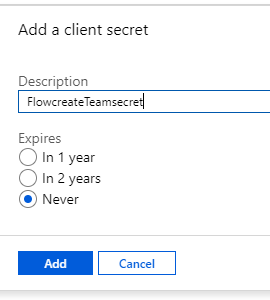 Add a client secret
Description
FlowcreateTeamsecret
Expires
In 1 year
In 2 years
Never
Add
Cancel